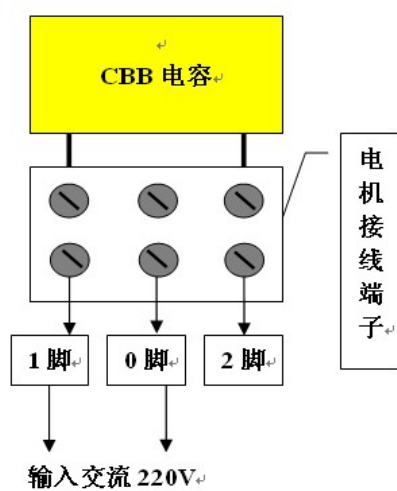 CBB 电容
电机接线端子
1 脚
0 脚
2 脚
输入交流 220V